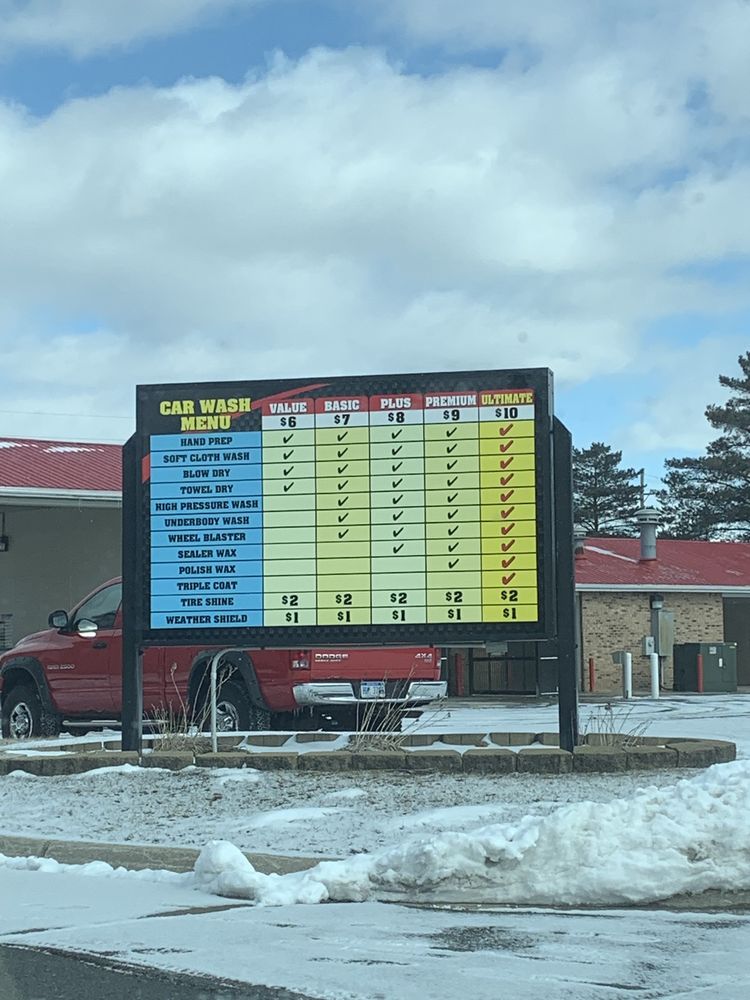 CAR WASH MENU VALUE BASIC PLUS PREMIUM ULTIMATE
$6 $7 $8 $9 $10
HAND PREP ✓ ✓ ✓ ✓ ✓
SOFT CLOTH WASH ✓ ✓ ✓ ✓ ✓
BLOW DRY ✓ ✓ ✓ ✓ ✓
TOWEL DRY ✓ ✓ ✓ ✓ ✓
HIGH PRESSURE WASH ✓ ✓ ✓ ✓
UNDERBODY WASH ✓ ✓ ✓ ✓
WHEEL BLASTER ✓ ✓ ✓ ✓
SEALER WAX ✓ ✓ ✓
POLISH WAX ✓ ✓
TRIPLE COAT ✓
TIRE SHINE $2 $2 $2 $2 $2
WEATHER SHIELD $1 $1 $1 $1 $1
DODGE 4X4